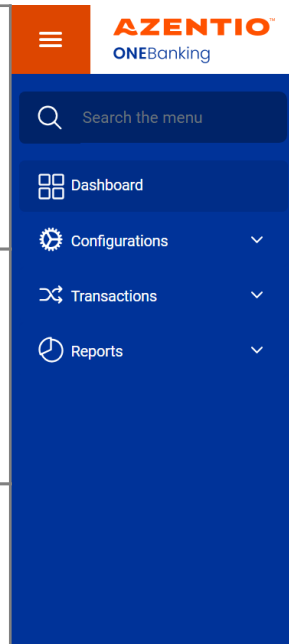 AZENTIO™
ONEBanking
Search the menu
Dashboard
Configurations
Transactions
Reports